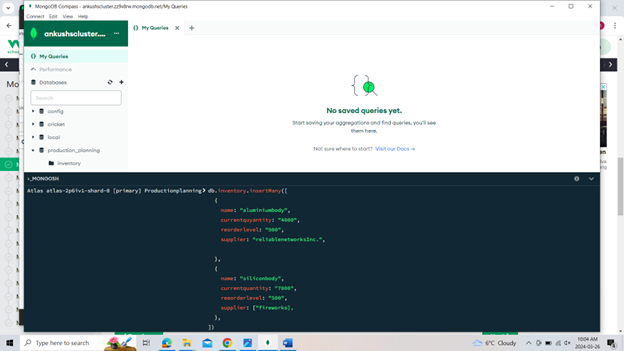 MongoDB Compass - ankushscluster.zz9x8rw.mongodb.net/My Queries
Connect Edit View Help
ankushscluster.... ...
{} My Queries
My Queries
Performance
Databases
Search
config
cricket
local
production_planning
inventory
No saved queries yet.
Start saving your aggregations and find queries, you'll see
them here.
Not sure where to start? Visit our Docs →
>_MONGOSH
Atlas atlas-2p6iv1-shard-0 [primary] Productionplanning> db.inventory.insertMany([
{
name: "aluminiumbody",
currentquyantity: "4000",
reorderlevel: "900",
supplier: "reliablenetworksInc.",
},
{
name: "siliconbody",
currentquantity: "7000",
reaorderlevel: "500",
supplier: ["fireworks],
},
])
Type here to search
6°C Cloudy
10:04 AM
2024-03-26